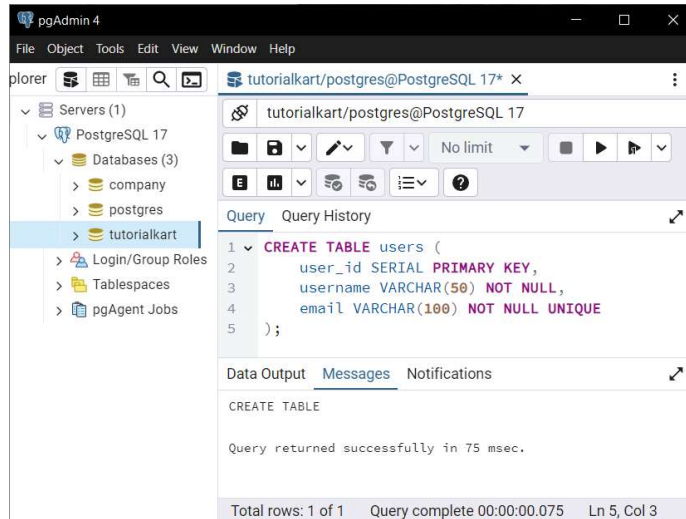 pgAdmin 4
File Object Tools Edit View Window Help
plorer
tutorialkart/postgres@PostgreSQL 17*
Servers (1)
PostgreSQL 17
Databases (3)
company
postgres
tutorialkart
Login/Group Roles
Tablespaces
pgAgent Jobs
tutorialkart/postgres@PostgreSQL 17
No limit
E
Query Query History
1 CREATE TABLE users (
2 user_id SERIAL PRIMARY KEY,
3 username VARCHAR(50) NOT NULL,
4 email VARCHAR(100) NOT NULL UNIQUE
5 );
Data Output Messages Notifications
CREATE TABLE
Query returned successfully in 75 msec.
Total rows: 1 of 1 Query complete 00:00:00.075 Ln 5, Col 3